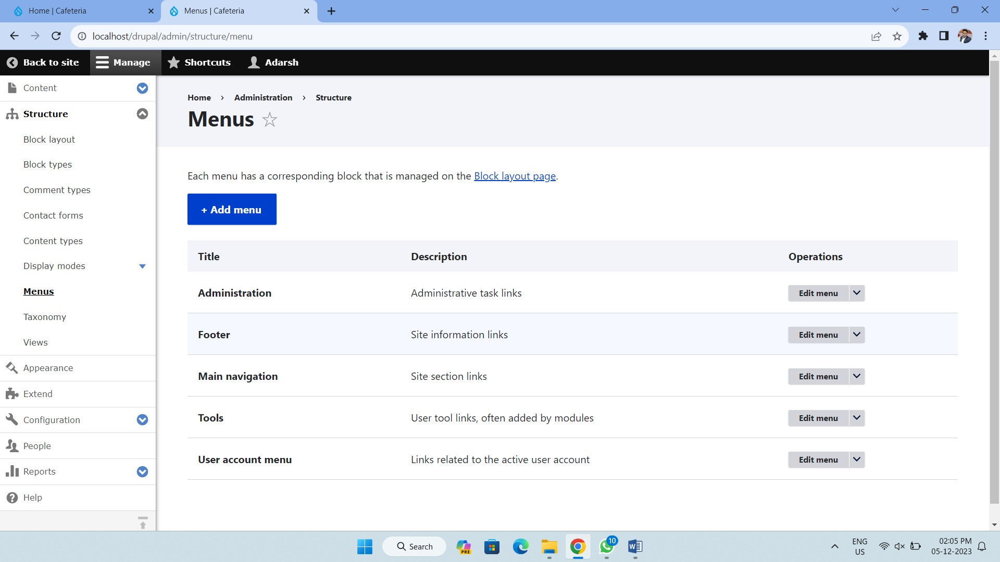 Home | Cafeteria
Menus | Cafeteria
localhost/drupal/admin/structure/menu
Back to site
Manage
Shortcuts
Adarsh
Content
Structure
Block layout
Block types
Comment types
Contact forms
Content types
Display modes
Menus
Taxonomy
Views
Appearance
Extend
Configuration
People
Reports
Help
Home › Administration › Structure
Menus
Each menu has a corresponding block that is managed on the Block layout page.
+ Add menu
Title Description Operations
Administration Administrative task links Edit menu
Footer Site information links Edit menu
Main navigation Site section links Edit menu
Tools User tool links, often added by modules Edit menu
User account menu Links related to the active user account Edit menu
Search
PRE
10
ENG
US
02:05 PM
05-12-2023